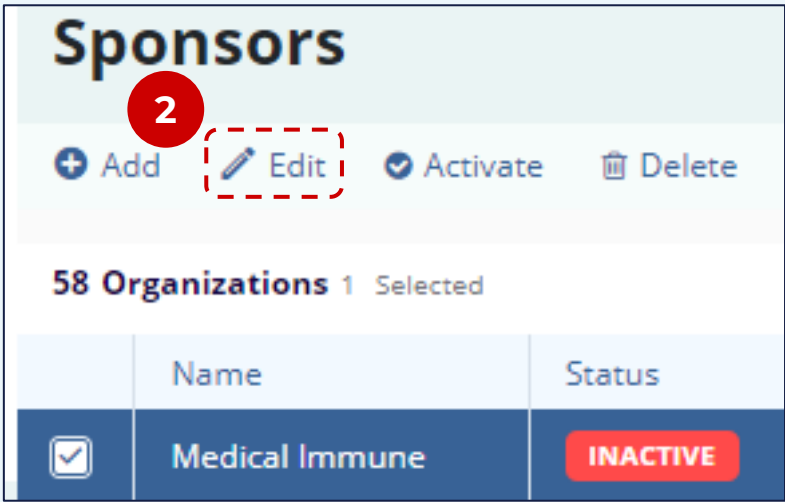 Sponsors
2
Add Edit Activate Delete
58 Organizations 1 Selected
Name Status
Medical Immune INACTIVE